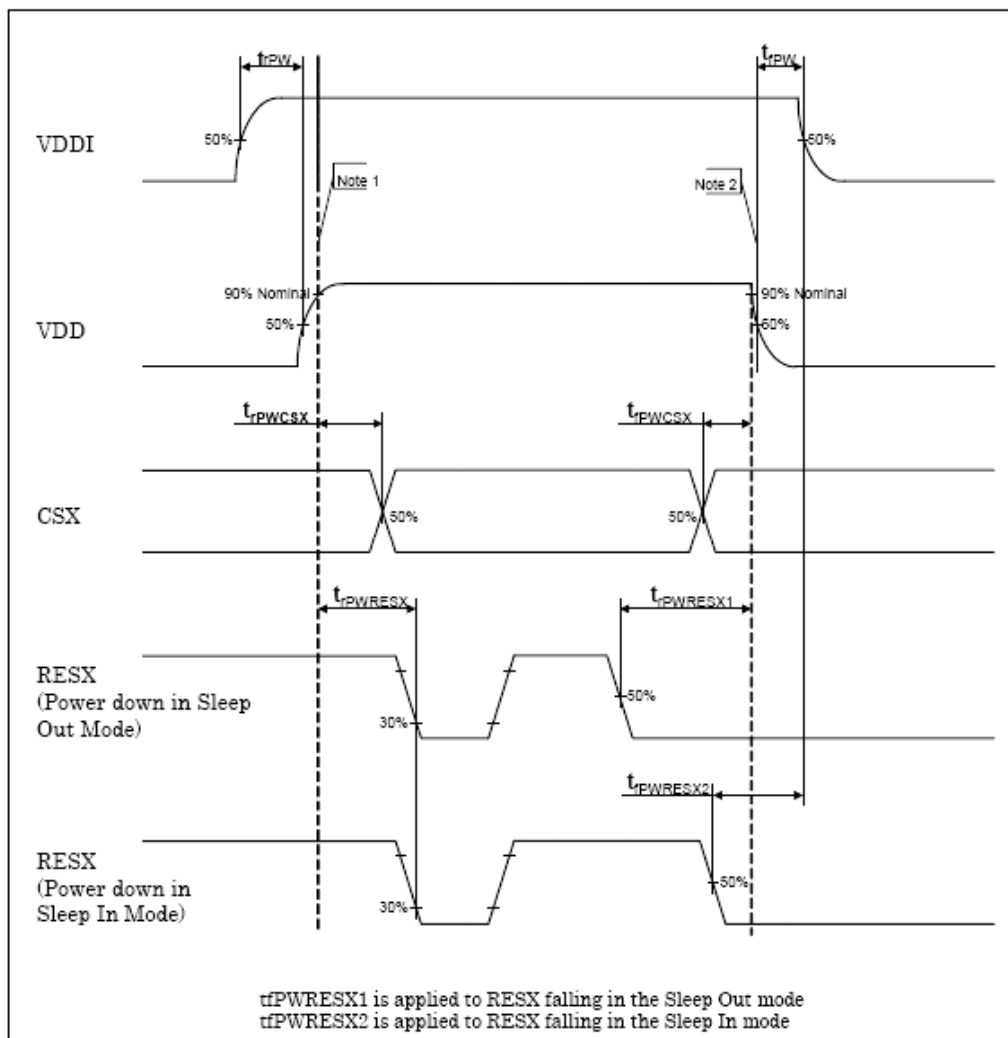 trPW
tfPW
50%
50%
VDDI
Note 1
Note 2
90% Nominal
90% Nominal
50%
50%
VDD
trPWCSX
tfPWCSX
CSX
50%
50%
trPWRESX
tfPWRESX1
RESX
(Power down in Sleep
Out Mode)
50%
30%
tfPWRESX2
RESX
(Power down in
Sleep In Mode)
50%
30%
tfPWRESX1 is applied to RESX falling in the Sleep Out mode
tfPWRESX2 is applied to RESX falling in the Sleep In mode